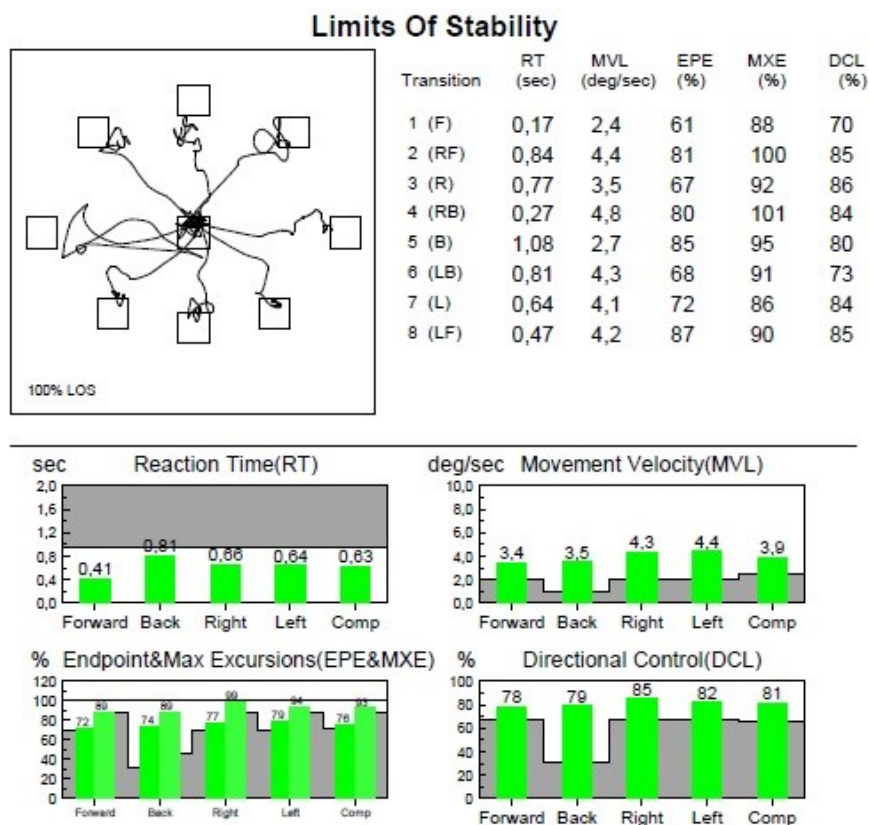 Limits Of Stability
RT MVL EPE MXE DCL
Transition (sec) (deg/sec) (%) (%) (%)
1 (F) 0,17 2,4 61 88 70
2 (RF) 0,84 4,4 81 100 85
3 (R) 0,77 3,5 67 92 86
4 (RB) 0,27 4,8 80 101 84
5 (B) 1,08 2,7 85 95 80
6 (LB) 0,81 4,3 68 91 73
7 (L) 0,64 4,1 72 86 84
8 (LF) 0,47 4,2 87 90 85
100% LOS
sec Reaction Time(RT)
2,0
1,6
1,2
0,8
0,4
0,0
0,41 0,81 0,66 0,64 0,63
Forward Back Right Left Comp
deg/sec Movement Velocity(MVL)
10,0
8,0
6,0
4,0
2,0
0,0
3,4 3,5 4,3 4,4 3,9
Forward Back Right Left Comp
% Endpoint&Max Excursions(EPE&MXE)
120
100
80
60
40
20
0
72 89 74 89 77 99 79 94 76 93
Forward Back Right Left Comp
% Directional Control(DCL)
100
80
60
40
20
0
78 79 85 82 81
Forward Back Right Left Comp